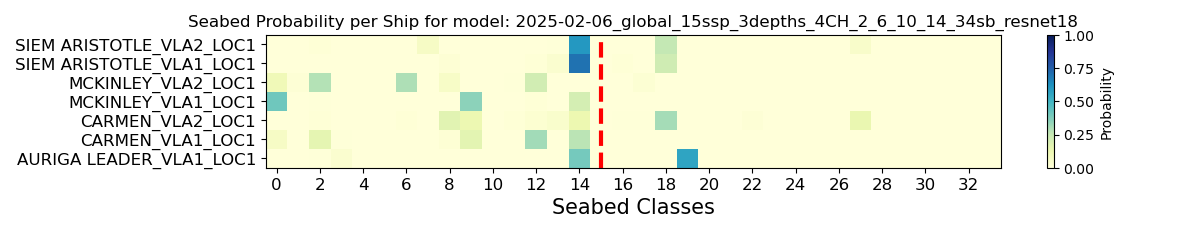 Seabed Probability per Ship for model: 2025-02-06_global_15ssp_3depths_4CH_2_6_10_14_34sb_resnet18
SIEM ARISTOTLE_VLA2_LOC1
SIEM ARISTOTLE_VLA1_LOC1
MCKINLEY_VLA2_LOC1
MCKINLEY_VLA1_LOC1
CARMEN_VLA2_LOC1
CARMEN_VLA1_LOC1
AURIGA LEADER_VLA1_LOC1
0 2 4 6 8 10 12 14 16 18 20 22 24 26 28 30 32
Seabed Classes
1.00
0.75
0.50
0.25
0.00
Probability